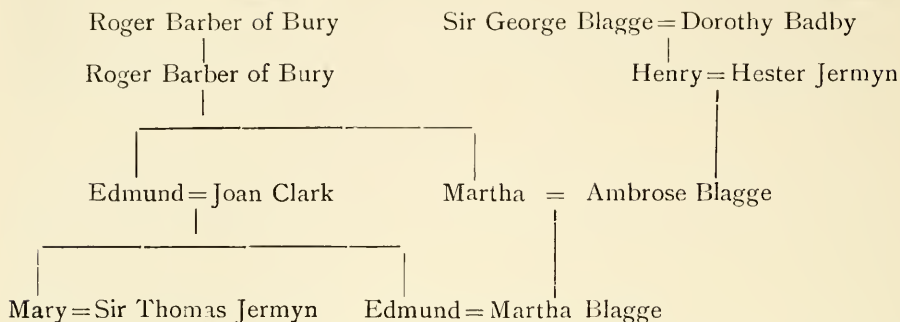 Roger Barber of Bury Sir George Blagge = Dorothy Badby
Roger Barber of Bury Henry = Hester Jermyn
Edmund = Joan Clark Martha = Ambrose Blagge
Mary = Sir Thomas Jermyn Edmund = Martha Blagge